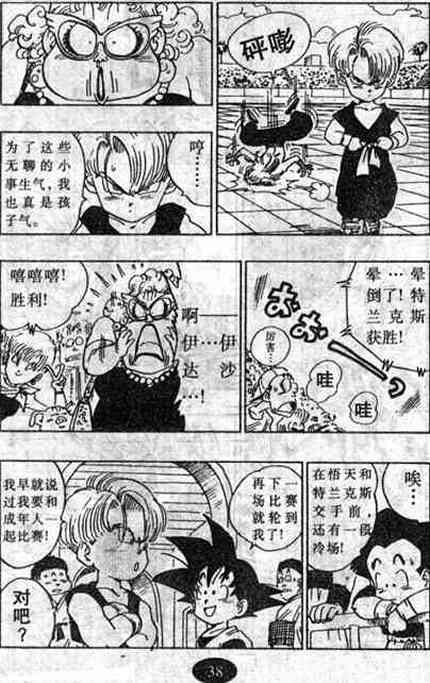 砰嘭
哼……
为了这些
无聊的小
事生气，我
也真是孩
子气。
晕…
倒了！
特兰克斯
获胜！
おおーっ
厉害
哇
哇
啊——
伊…伊
达沙
…！
嘻嘻嘻！
胜利！
唉…
在悟天和
特兰克斯
交手前，
还有一段
冷场！
再下一
场比赛
就轮到
我了！
我早就说
过要和
成年人一
起比赛！
对吧？
38